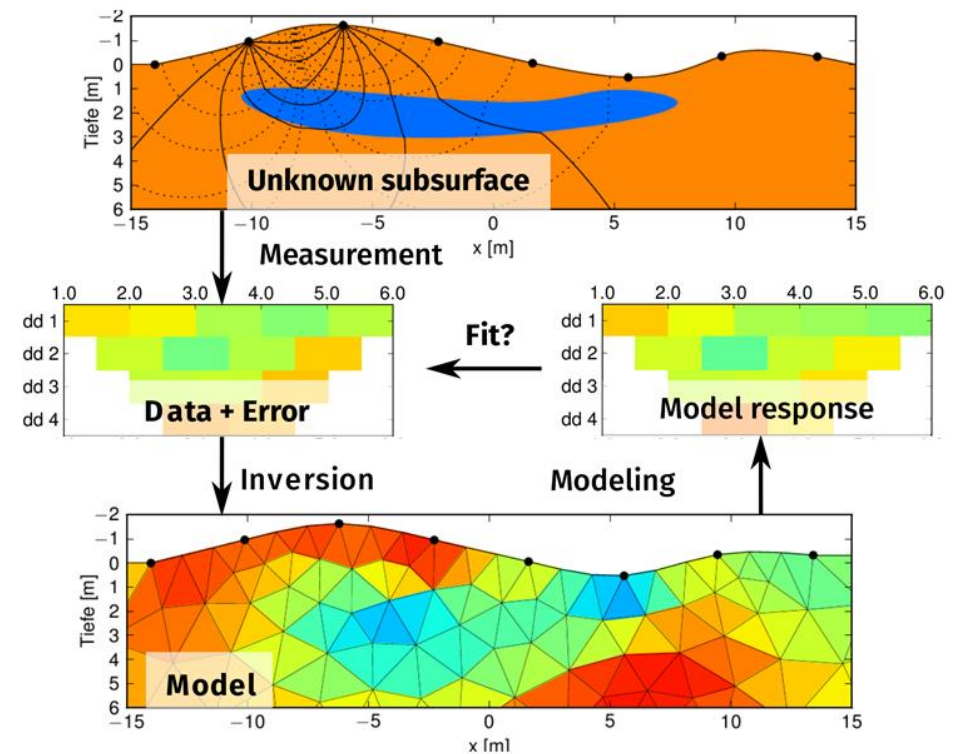 −2
−1
0
1
2
3
4
5
6
Tiefe [m]
Unknown subsurface
−15 −10 −5 0 5 10 15
x [m]
Measurement
1.0 2.0 3.0 4.0 5.0 6.0
dd 1
dd 2
dd 3
dd 4
Data + Error
Fit?
1.0 2.0 3.0 4.0 5.0 6.0
dd 1
dd 2
dd 3
dd 4
Model response
Inversion
Modeling
−2
−1
0
1
2
3
4
5
6
Tiefe [m]
Model
−15 −10 −5 0 5 10 15
x [m]